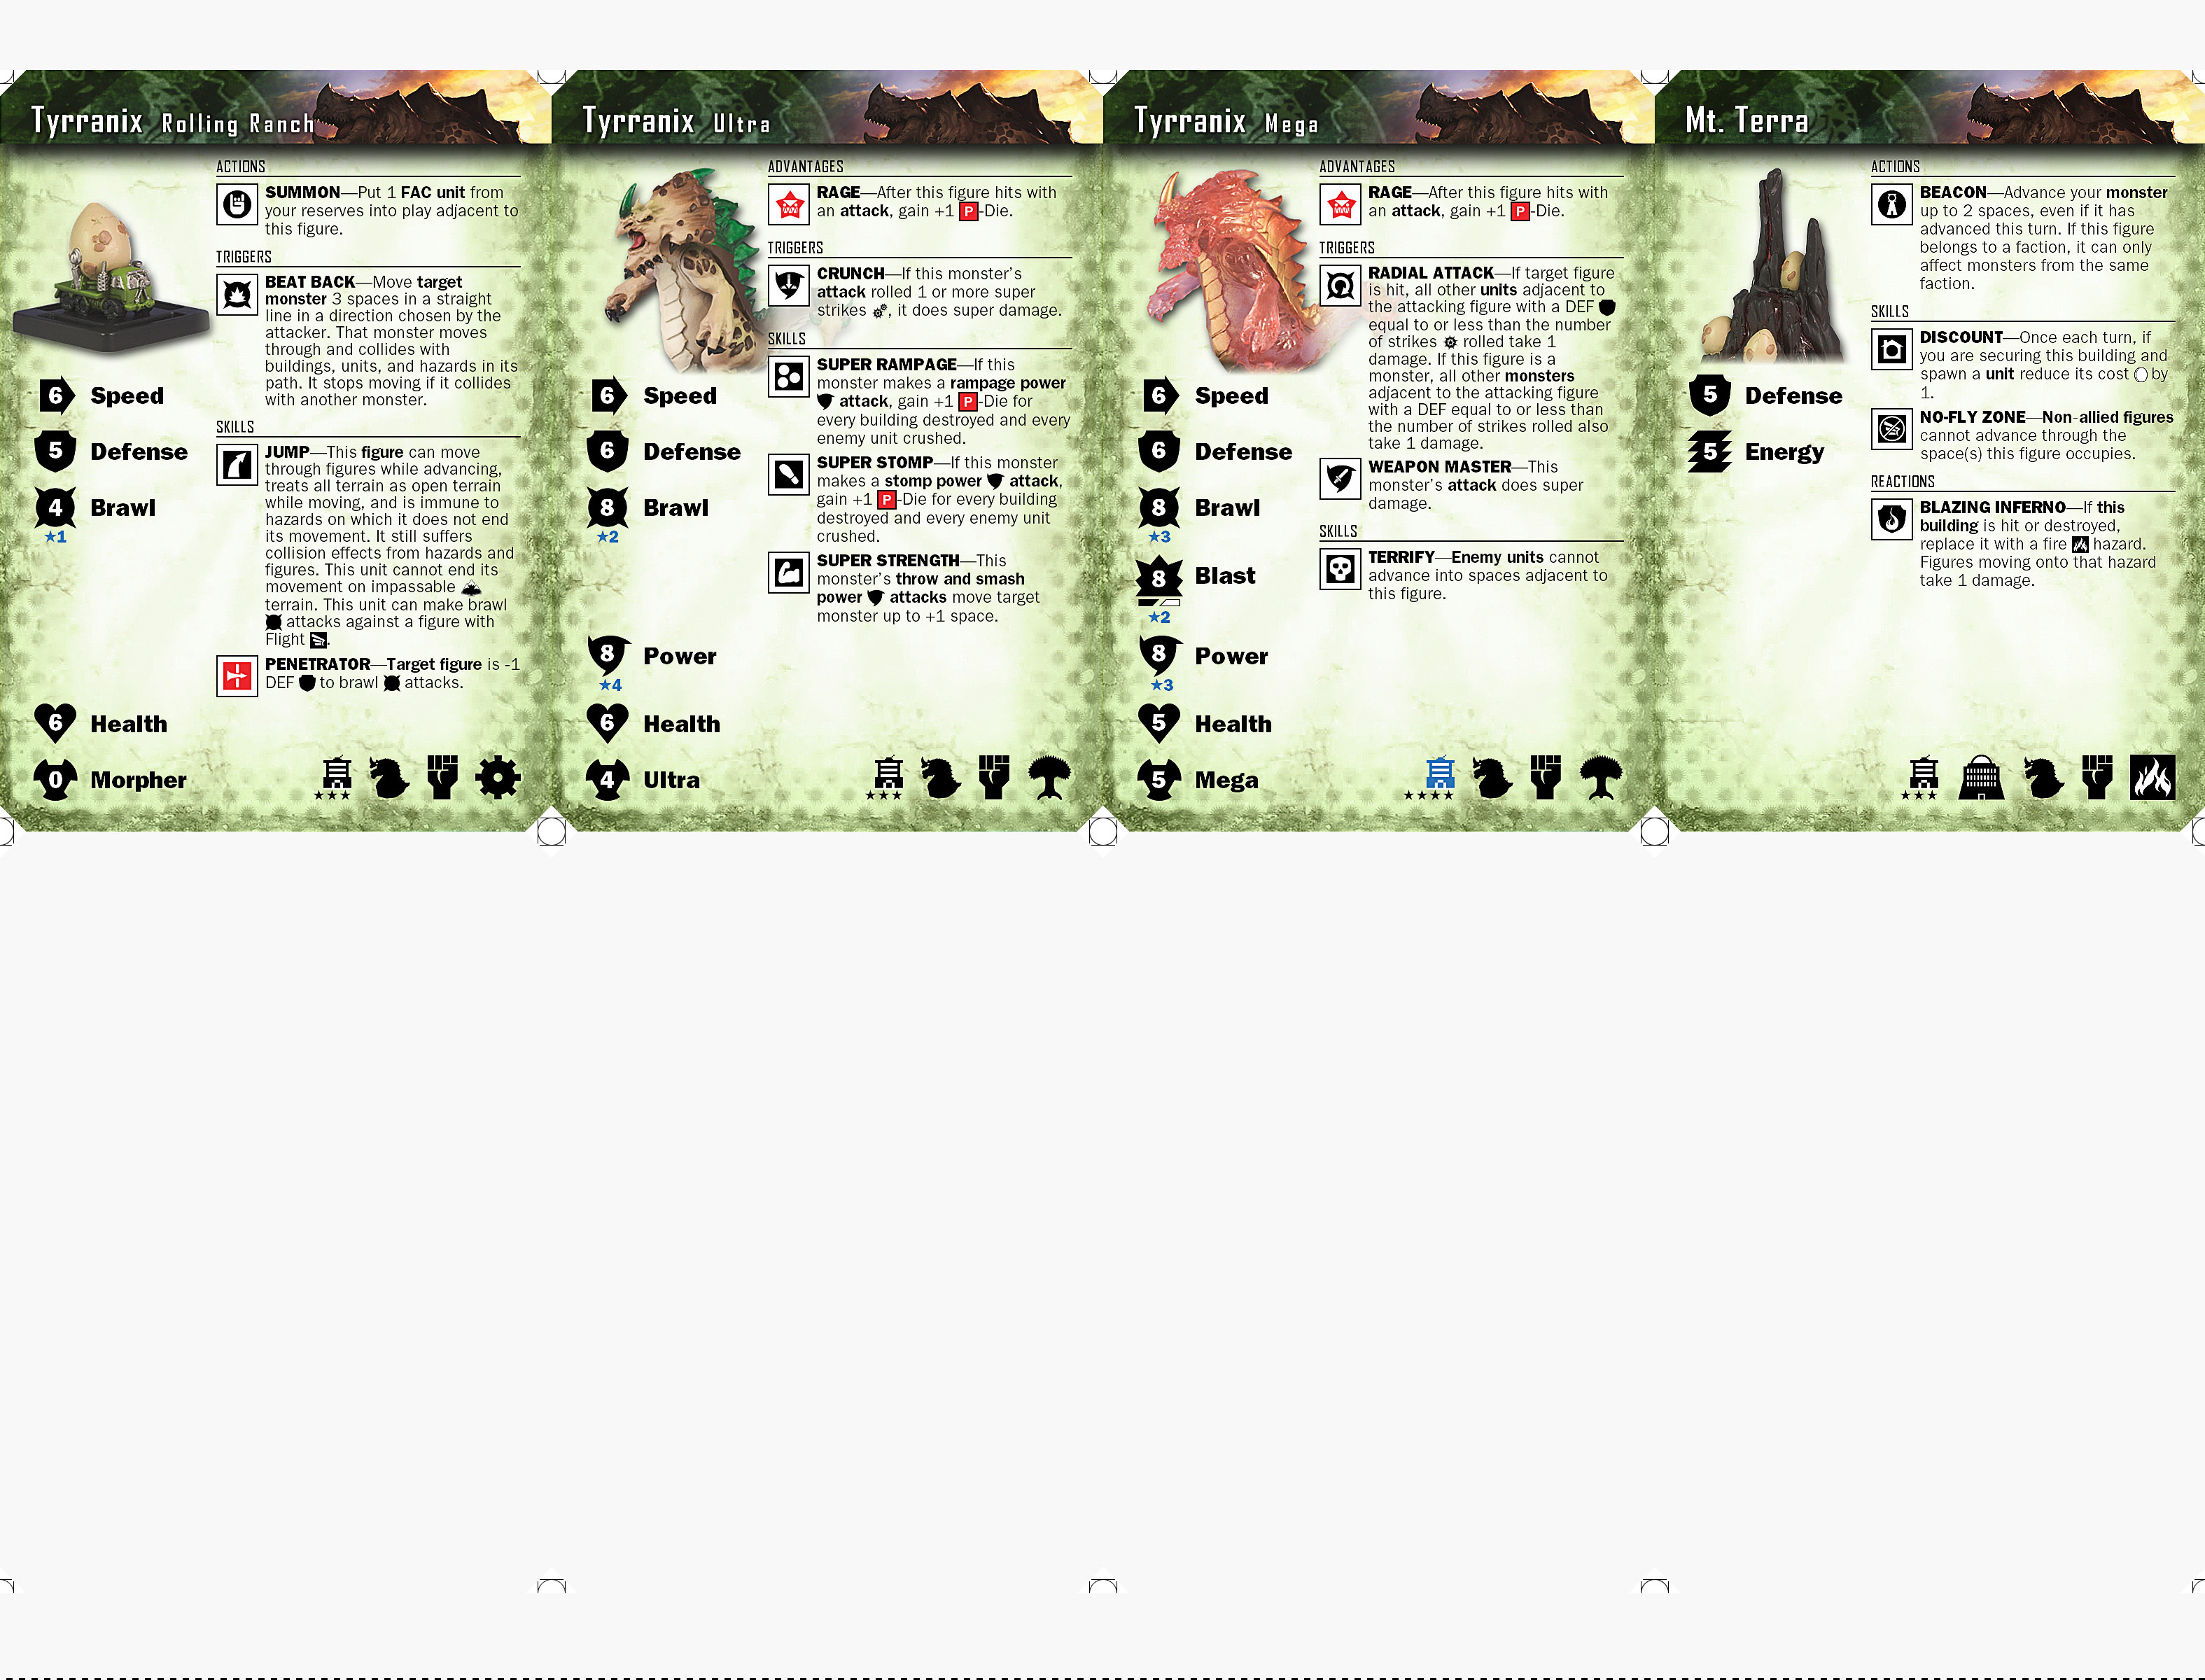 Tyrranix Rolling Ranch
ACTIONS
SUMMON—Put 1 FAC unit from
your reserves into play adjacent to
this figure.
TRIGGERS
BEAT BACK—Move target
monster 3 spaces in a straight
line in a direction chosen by the
attacker. That monster moves
through and collides with
buildings, units, and hazards in its
path. It stops moving if it collides
with another monster.
SKILLS
JUMP—This figure can move
through figures while advancing,
treats all terrain as open terrain
while moving, and is immune to
hazards on which it does not end
its movement. It still suffers
collision effects from hazards and
figures. This unit cannot end its
movement on impassable
terrain. This unit can make brawl
attacks against a figure with
Flight .
PENETRATOR—Target figure is -1
DEF to brawl attacks.
6 Speed
5 Defense
4 Brawl
★1
6 Health
0 Morpher
★★★
Tyrranix Ultra
ADVANTAGES
RAGE—After this figure hits with
an attack, gain +1 P-Die.
TRIGGERS
CRUNCH—If this monster's
attack rolled 1 or more super
strikes , it does super damage.
SKILLS
SUPER RAMPAGE—If this
monster makes a rampage power
attack, gain +1 P-Die for
every building destroyed and every
enemy unit crushed.
SUPER STOMP—If this monster
makes a stomp power attack,
gain +1 P-Die for every building
destroyed and every enemy unit
crushed.
SUPER STRENGTH—This
monster's throw and smash
power attacks move target
monster up to +1 space.
6 Speed
6 Defense
8 Brawl
★2
8 Power
★4
6 Health
4 Ultra
★★★
Tyrranix Mega
ADVANTAGES
RAGE—After this figure hits with
an attack, gain +1 P-Die.
TRIGGERS
RADIAL ATTACK—If target figure
is hit, all other units adjacent to
the attacking figure with a DEF
equal to or less than the number
of strikes rolled take 1
damage. If this figure is a
monster, all other monsters
adjacent to the attacking figure
with a DEF equal to or less than
the number of strikes rolled also
take 1 damage.
WEAPON MASTER—This
monster's attack does super
damage.
SKILLS
TERRIFY—Enemy units cannot
advance into spaces adjacent to
this figure.
6 Speed
6 Defense
8 Brawl
★3
8 Blast
★2
8 Power
★3
5 Health
5 Mega
★★★★
Mt. Terra
ACTIONS
BEACON—Advance your monster
up to 2 spaces, even if it has
advanced this turn. If this figure
belongs to a faction, it can only
affect monsters from the same
faction.
SKILLS
DISCOUNT—Once each turn, if
you are securing this building and
spawn a unit reduce its cost by
1.
NO-FLY ZONE—Non-allied figures
cannot advance through the
space(s) this figure occupies.
REACTIONS
BLAZING INFERNO—If this
building is hit or destroyed,
replace it with a fire hazard.
Figures moving onto that hazard
take 1 damage.
5 Defense
5 Energy
★★★